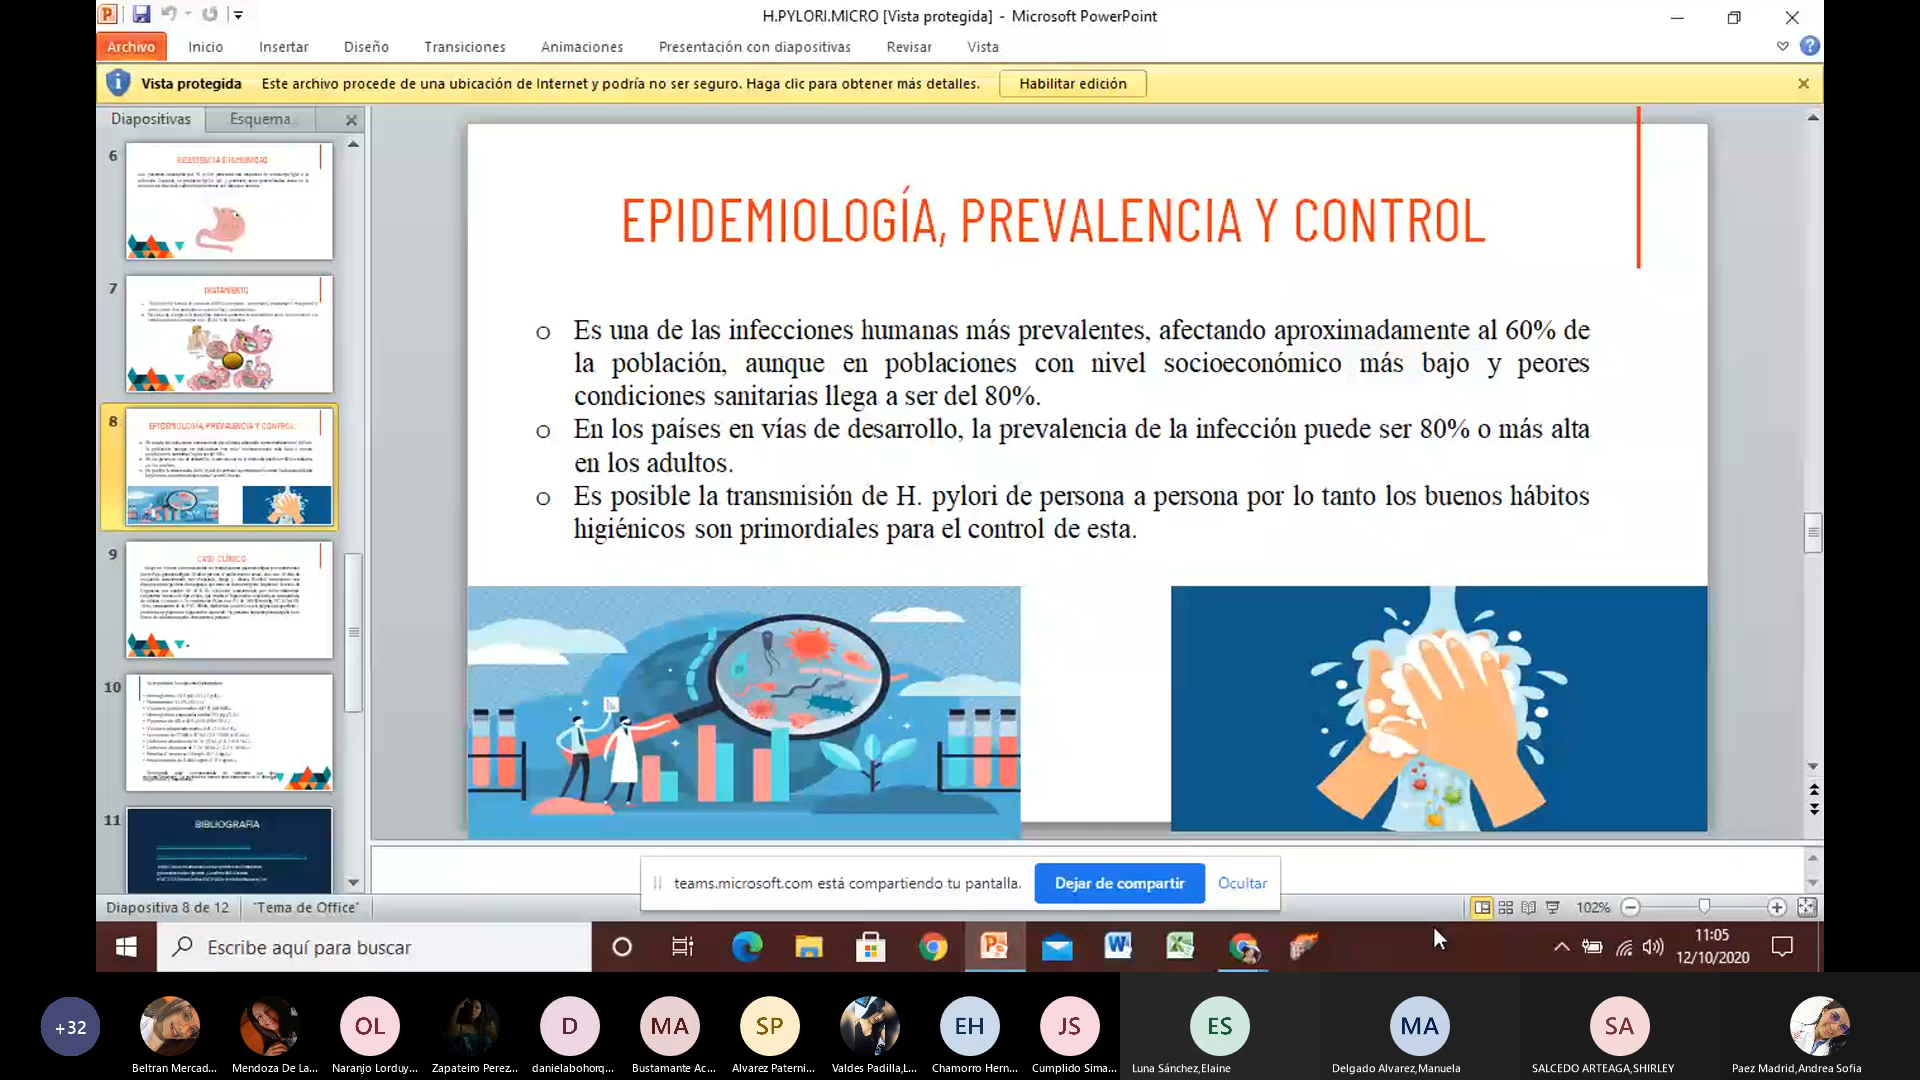 H.PYLORI.MICRO [Vista protegida] - Microsoft PowerPoint
Archivo Inicio Insertar Diseño Transiciones Animaciones Presentación con diapositivas Revisar Vista
Vista protegida Este archivo procede de una ubicación de Internet y podría no ser seguro. Haga clic para obtener más detalles. Habilitar edición
Diapositivas Esquema
6
RESISTENCIA E INMUNIDAD
7
TRATAMIENTO
8
EPIDEMIOLOGÍA, PREVALENCIA Y CONTROL
9
CASO CLÍNICO
10
11
BIBLIOGRAFÍA
EPIDEMIOLOGÍA, PREVALENCIA Y CONTROL
o Es una de las infecciones humanas más prevalentes, afectando aproximadamente al 60% de
la población, aunque en poblaciones con nivel socioeconómico más bajo y peores
condiciones sanitarias llega a ser del 80%.
o En los países en vías de desarrollo, la prevalencia de la infección puede ser 80% o más alta
en los adultos.
o Es posible la transmisión de H. pylori de persona a persona por lo tanto los buenos hábitos
higiénicos son primordiales para el control de esta.
teams.microsoft.com está compartiendo tu pantalla. Dejar de compartir Ocultar
Diapositiva 8 de 12 "Tema de Office" 102%
Escribe aquí para buscar
11:05
12/10/2020
+32 OL D MA SP EH JS ES MA SA
Beltran Mercad... Mendoza De La... Naranjo Lorduy... Zapateiro Perez... danielabohorq... Bustamante Ac... Alvarez Paterni... Valdes Padilla,L... Chamorro Hern... Cumplido Sima... Luna Sánchez,Elaine Delgado Alvarez,Manuela SALCEDO ARTEAGA,SHIRLEY Paez Madrid,Andrea Sofia